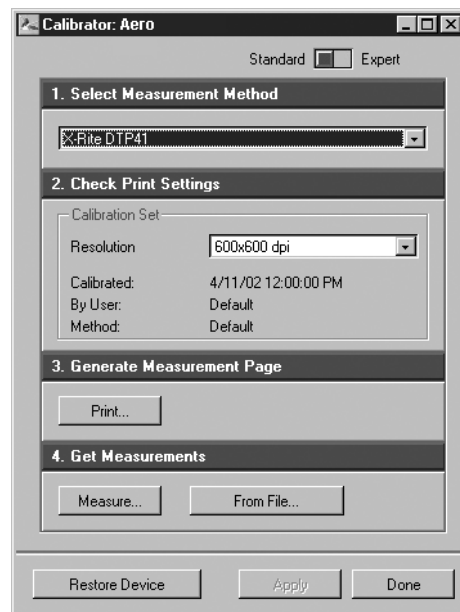 Calibrator: Aero
Standard Expert
1. Select Measurement Method
X-Rite DTP41
2. Check Print Settings
Calibration Set
Resolution 600x600 dpi
Calibrated: 4/11/02 12:00:00 PM
By User: Default
Method: Default
3. Generate Measurement Page
Print...
4. Get Measurements
Measure... From File...
Restore Device Apply Done